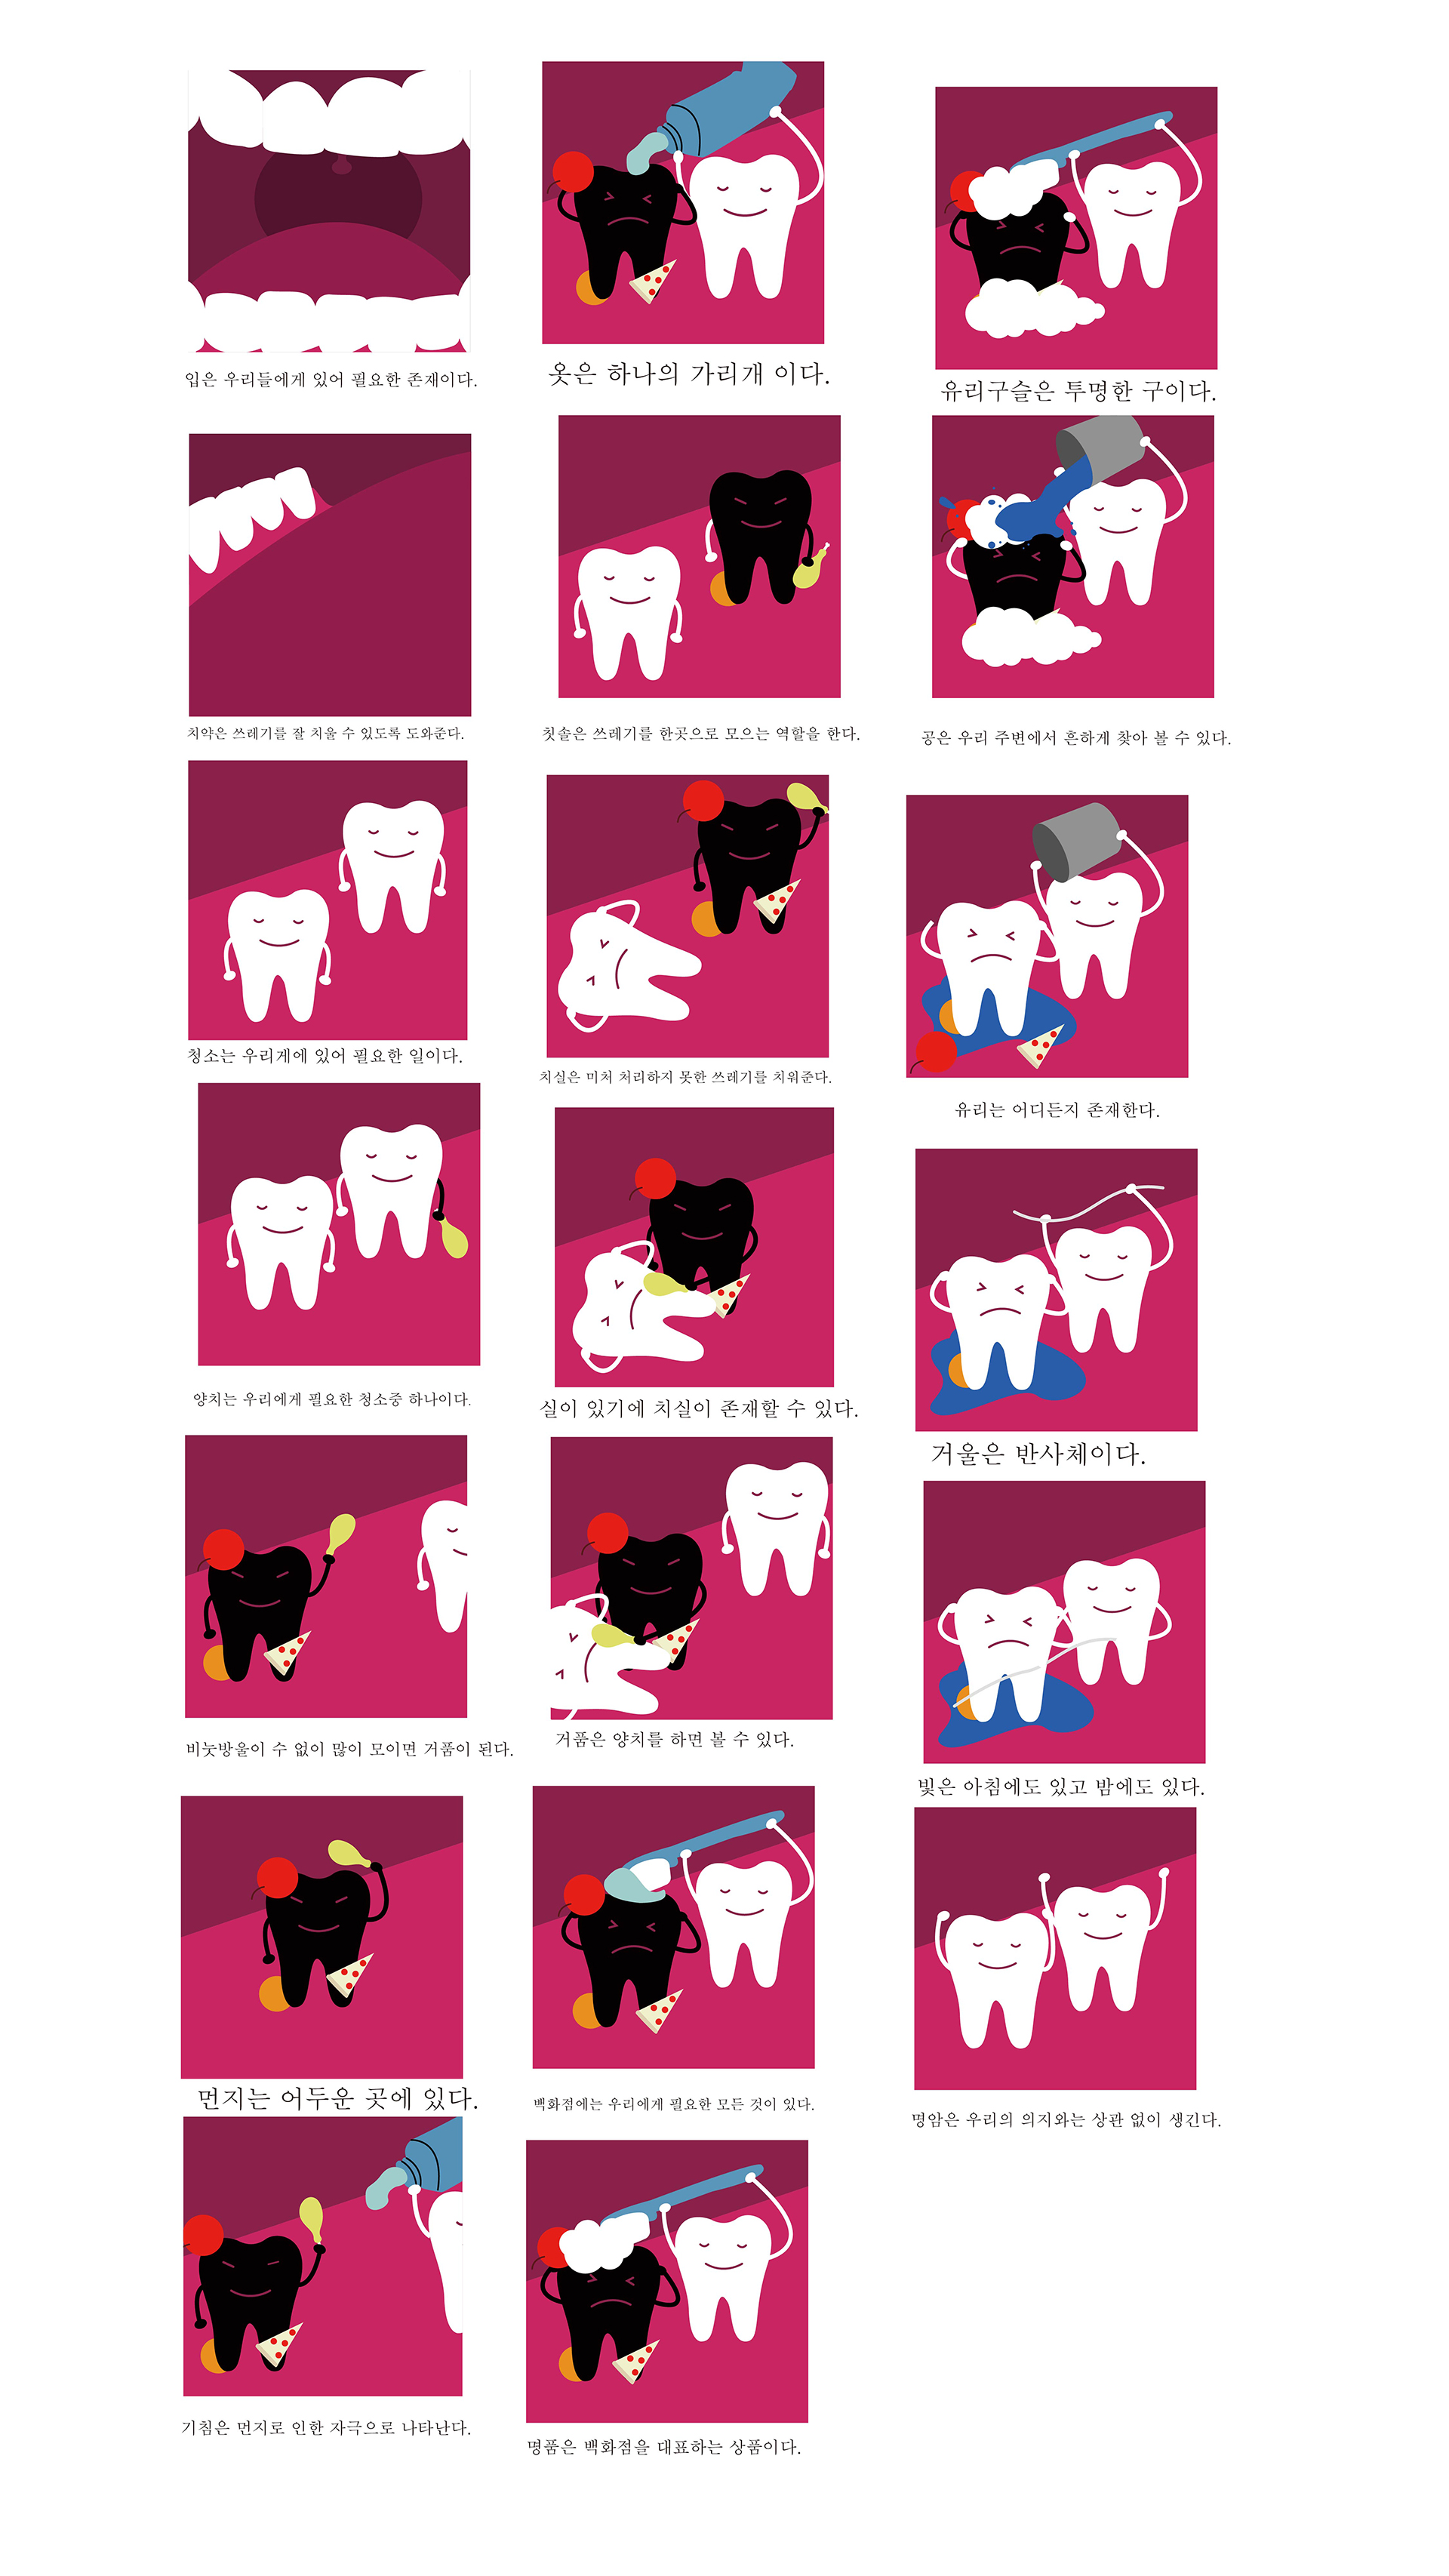 입은 우리들에게 있어 필요한 존재이다.
치약은 쓰레기를 잘 치울 수 있도록 도와준다.
청소는 우리게에 있어 필요한 일이다.
양치는 우리에게 필요한 청소중 하나이다.
비눗방울이 수 없이 많이 모이면 거품이 된다.
먼지는 어두운 곳에 있다.
기침은 먼지로 인한 자극으로 나타난다.
옷은 하나의 가리개 이다.
칫솔은 쓰레기를 한곳으로 모으는 역할을 한다.
치실은 미처 처리하지 못한 쓰레기를 치워준다.
실이 있기에 치실이 존재할 수 있다.
거품은 양치를 하면 볼 수 있다.
백화점에는 우리에게 필요한 모든 것이 있다.
명품은 백화점을 대표하는 상품이다.
유리구슬은 투명한 구이다.
공은 우리 주변에서 흔하게 찾아 볼 수 있다.
유리는 어디든지 존재한다.
거울은 반사체이다.
빛은 아침에도 있고 밤에도 있다.
명암은 우리의 의지와는 상관 없이 생긴다.